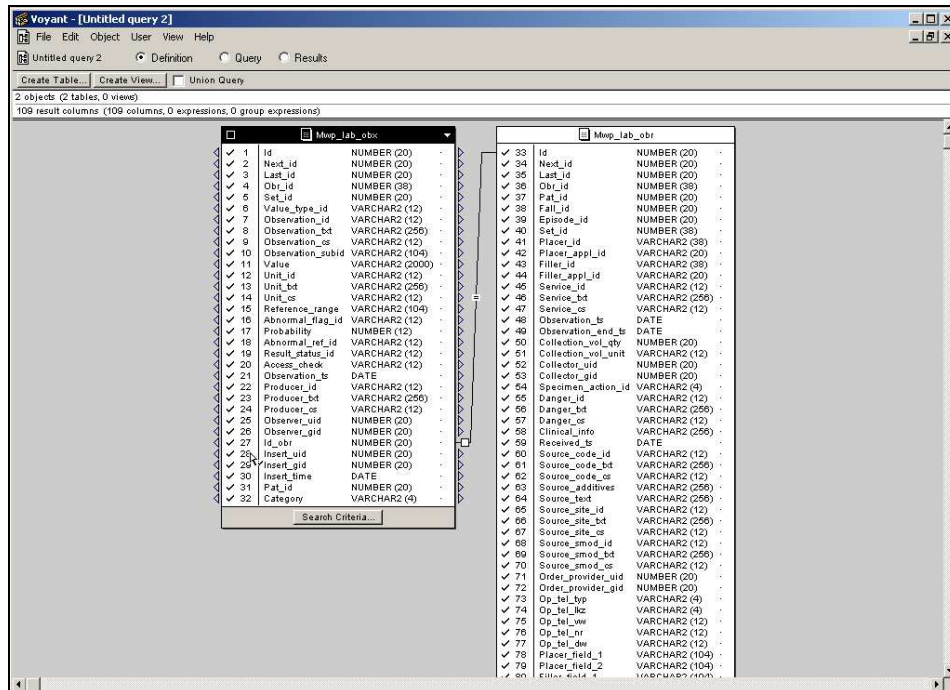 Voyant - [Untitled query 2]
File Edit Object User View Help
Untitled query 2 Definition Query Results
Create Table... Create View... Union Query
2 objects (2 tables, 0 views)
109 result columns (109 columns, 0 expressions, 0 group expressions)
Mwp_lab_obx
1 Id NUMBER (20)
2 Next_id NUMBER (20)
3 Last_id NUMBER (20)
4 Obr_id NUMBER (38)
5 Set_id NUMBER (20)
6 Value_type_id VARCHAR2 (12)
7 Observation_id VARCHAR2 (12)
8 Observation_txt VARCHAR2 (256)
9 Observation_cs VARCHAR2 (12)
10 Observation_subid VARCHAR2 (104)
11 Value VARCHAR2 (2000)
12 Unit_id VARCHAR2 (12)
13 Unit_txt VARCHAR2 (256)
14 Unit_cs VARCHAR2 (12)
15 Reference_range VARCHAR2 (104)
16 Abnormal_flag_id VARCHAR2 (12)
17 Probability NUMBER (12)
18 Abnormal_ref_id VARCHAR2 (12)
19 Result_status_id VARCHAR2 (12)
20 Access_check VARCHAR2 (12)
21 Observation_ts DATE
22 Producer_id VARCHAR2 (12)
23 Producer_txt VARCHAR2 (256)
24 Producer_cs VARCHAR2 (12)
25 Observer_uid NUMBER (20)
26 Observer_gid NUMBER (20)
27 Id_obr NUMBER (20)
28 Insert_uid NUMBER (20)
29 Insert_gid NUMBER (20)
30 Insert_time DATE
31 Pat_id NUMBER (20)
32 Category VARCHAR2 (4)
Search Criteria...
=
Mwp_lab_obr
33 Id NUMBER (20)
34 Next_id NUMBER (20)
35 Last_id NUMBER (20)
36 Obr_id NUMBER (38)
37 Pat_id NUMBER (20)
38 Fall_id NUMBER (20)
39 Episode_id NUMBER (20)
40 Set_id NUMBER (38)
41 Placer_id VARCHAR2 (38)
42 Placer_appl_id VARCHAR2 (20)
43 Filler_id VARCHAR2 (38)
44 Filler_appl_id VARCHAR2 (20)
45 Service_id VARCHAR2 (12)
46 Service_txt VARCHAR2 (256)
47 Service_cs VARCHAR2 (12)
48 Observation_ts DATE
49 Observation_end_ts DATE
50 Collection_vol_qty NUMBER (20)
51 Collection_vol_unit VARCHAR2 (12)
52 Collector_uid NUMBER (20)
53 Collector_gid NUMBER (20)
54 Specimen_action_id VARCHAR2 (4)
55 Danger_id VARCHAR2 (12)
56 Danger_txt VARCHAR2 (256)
57 Danger_cs VARCHAR2 (12)
58 Clinical_info VARCHAR2 (256)
59 Received_ts DATE
60 Source_code_id VARCHAR2 (12)
61 Source_code_txt VARCHAR2 (256)
62 Source_code_cs VARCHAR2 (12)
63 Source_additives VARCHAR2 (256)
64 Source_text VARCHAR2 (256)
65 Source_site_id VARCHAR2 (12)
66 Source_site_txt VARCHAR2 (256)
67 Source_site_cs VARCHAR2 (12)
68 Source_smod_id VARCHAR2 (12)
69 Source_smod_txt VARCHAR2 (256)
70 Source_smod_cs VARCHAR2 (12)
71 Order_provider_uid NUMBER (20)
72 Order_provider_gid NUMBER (20)
73 Op_tel_typ VARCHAR2 (4)
74 Op_tel_lkz VARCHAR2 (4)
75 Op_tel_vw VARCHAR2 (12)
76 Op_tel_nr VARCHAR2 (12)
77 Op_tel_dw VARCHAR2 (12)
78 Placer_field_1 VARCHAR2 (104)
79 Placer_field_2 VARCHAR2 (104)
80 Filler_field_1 VARCHAR2 (104)